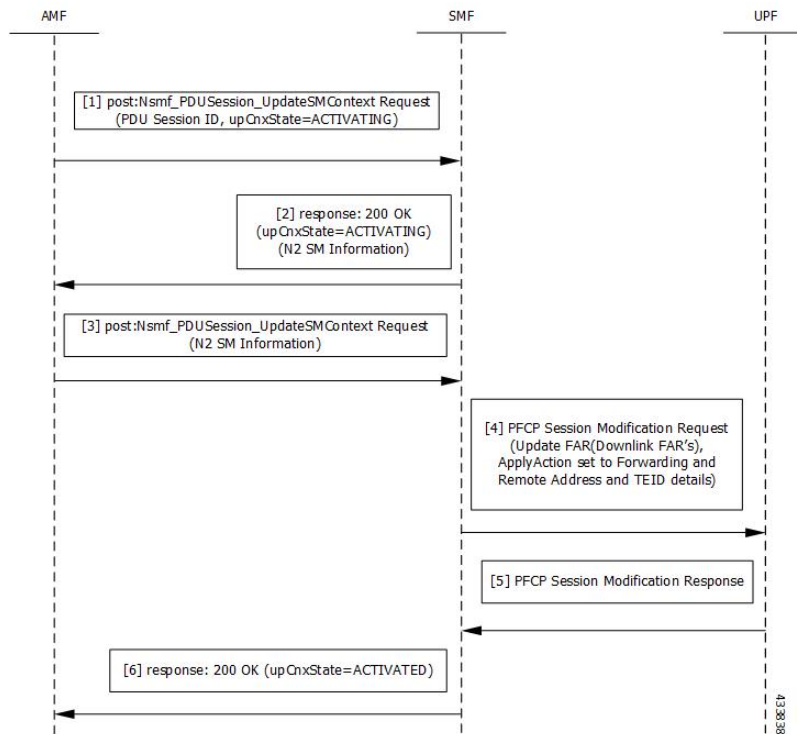 AMF
SMF
UPF
[1] post:Nsmf_PDUSession_UpdateSMContext Request
(PDU Session ID, upCnxState=ACTIVATING)
[2] response: 200 OK
(upCnxState=ACTIVATING)
(N2 SM Information)
[3] post:Nsmf_PDUSession_UpdateSMContext Request
(N2 SM Information)
[4] PFCP Session Modification Request
(Update FAR(Downlink FAR's),
ApplyAction set to Forwarding and
Remote Address and TEID details)
[5] PFCP Session Modification Response
[6] response: 200 OK (upCnxState=ACTIVATED)
433838